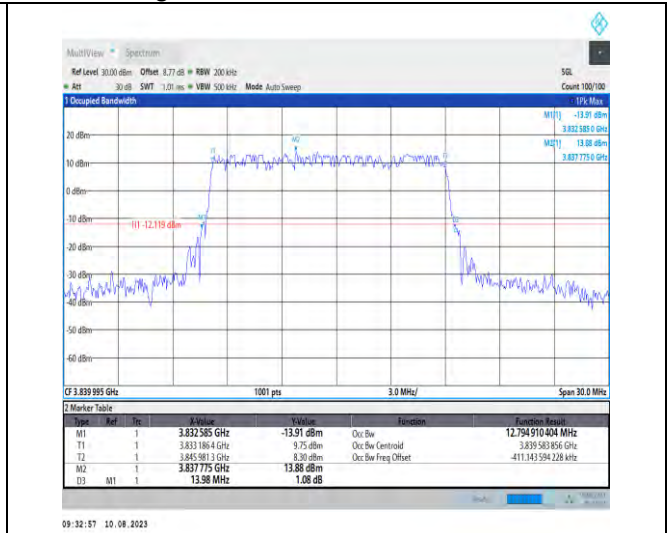 MultiView Spectrum
Ref Level 30.00 dBm Offset 8.77 dB RBW 200 kHz SGL
Att 30 dB SWT 1.01 ms VBW 500 kHz Mode Auto Sweep Count 100/100
1 Occupied Bandwidth 1Pk Max
M1[1] -13.91 dBm
3.832 585 0 GHz
20 dBm
M2[1] 13.88 dBm
M2
3.837 775 0 GHz
10 dBm
0 dBm
-10 dBm
H1 -12.119 dBm
-20 dBm
-30 dBm
-40 dBm
-50 dBm
-60 dBm
CF 3.839 995 GHz 1001 pts 3.0 MHz/ Span 30.0 MHz
2 Marker Table
Type Ref Trc X-Value Y-Value Function Function Result
M1 1 3.832 585 GHz -13.91 dBm Occ Bw 12.794 910 404 MHz
T1 1 3.833 186 4 GHz 9.75 dBm Occ Bw Centroid 3.839 583 856 GHz
T2 1 3.845 981 3 GHz 8.30 dBm Occ Bw Freq Offset -411.143 594 228 kHz
M2 1 3.837 775 GHz 13.88 dBm
D3 M1 1 13.98 MHz 1.08 dB
09:32:57 10.08.2023